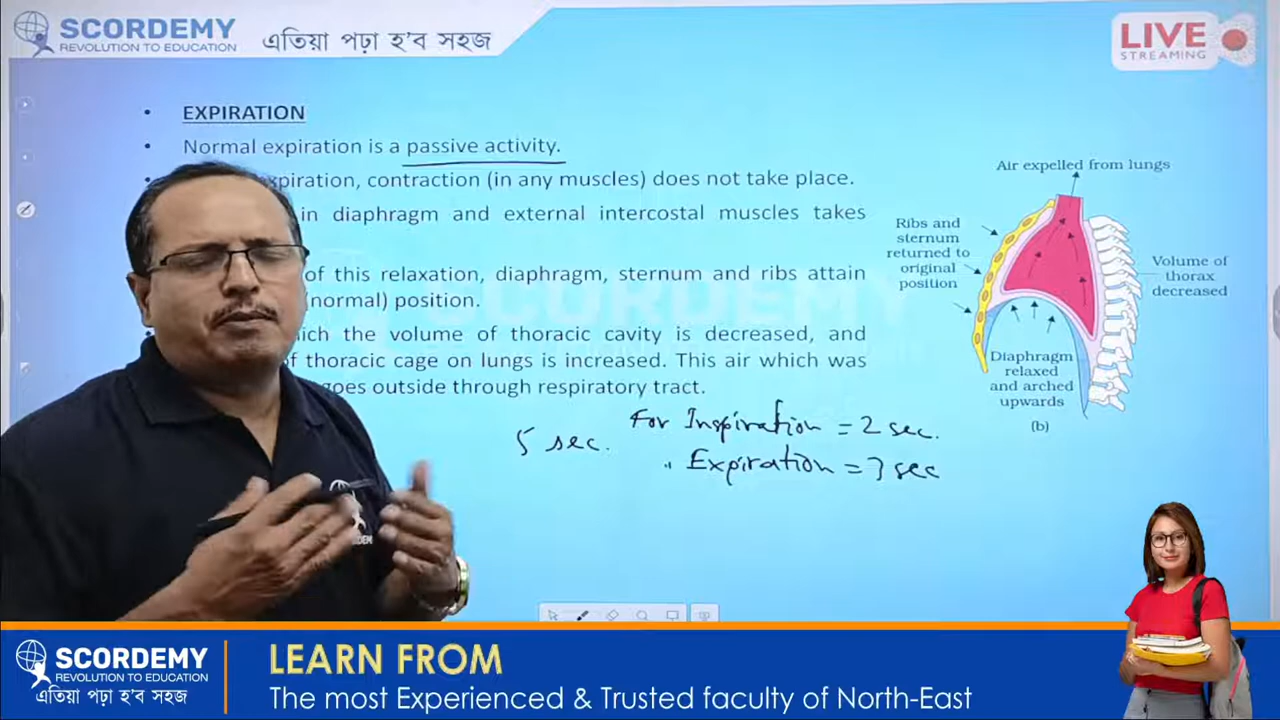 SCORDEMY
REVOLUTION TO EDUCATION
এতিয়া পঢ়া হ'ব সহজ
LIVE
STREAMING
• EXPIRATION
• Normal expiration is a passive activity.
xpiration, contraction (in any muscles) does not take place.
in diaphragm and external intercostal muscles takes
of this relaxation, diaphragm, sternum and ribs attain
(normal) position.
ich the volume of thoracic cavity is decreased, and
f thoracic cage on lungs is increased. This air which was
goes outside through respiratory tract.
Air expelled from lungs
Ribs and
sternum
returned to
original
position
Volume of
thorax
decreased
Diaphragm
relaxed
and arched
upwards
(b)
5 sec.
For Inspiration = 2 sec.
" Expiration = 3 sec
SCORDEMY
REVOLUTION TO EDUCATION
এতিয়া পঢ়া হ'ব সহজ
LEARN FROM
The most Experienced & Trusted faculty of North-East